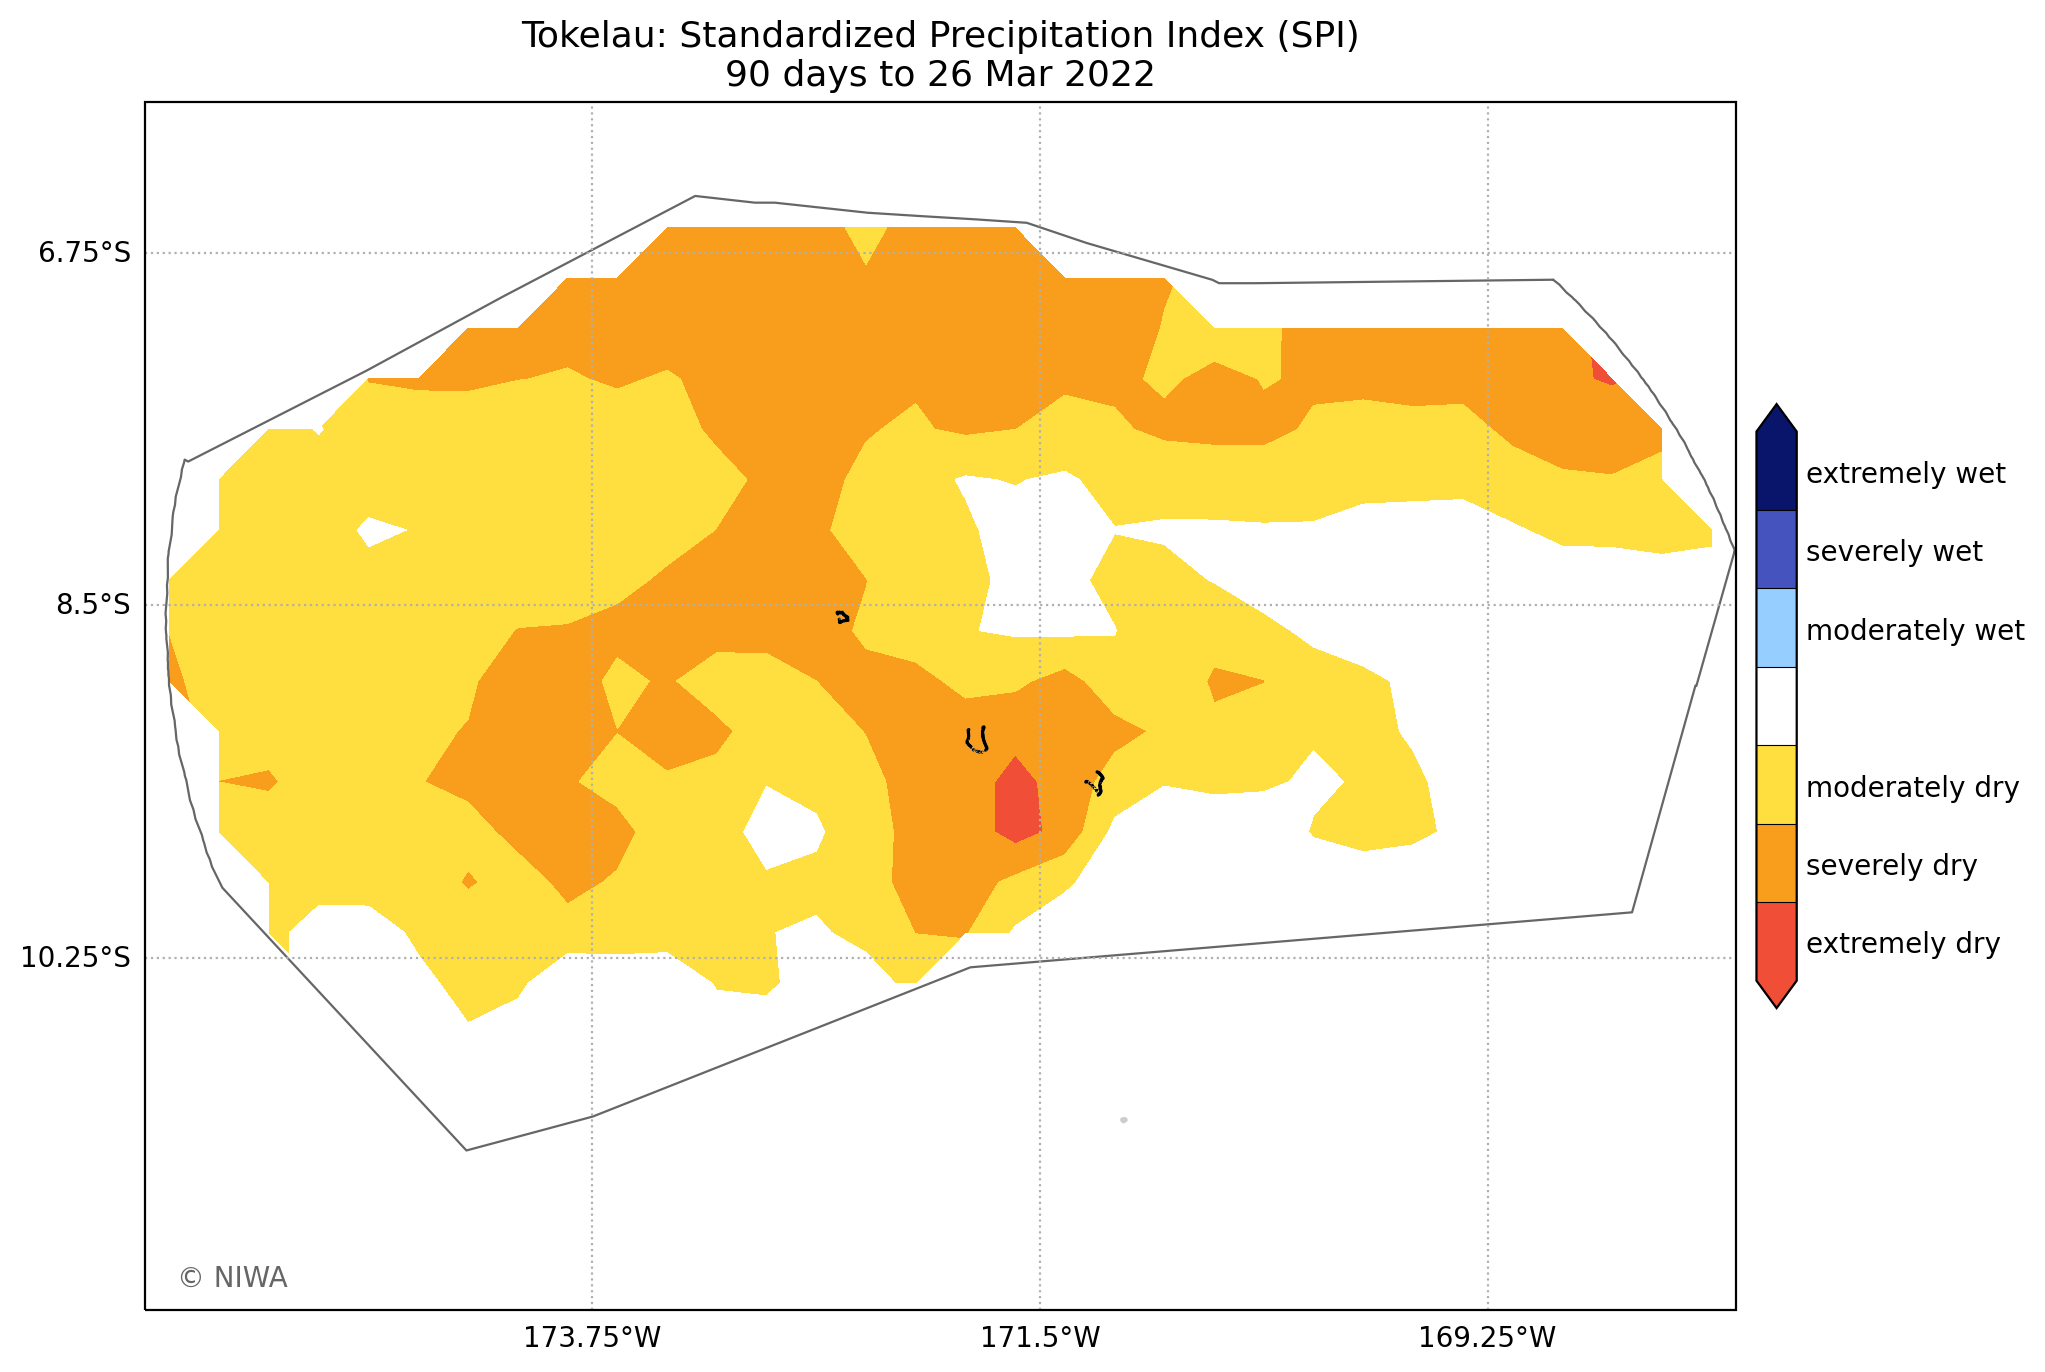 Tokelau: Standardized Precipitation Index (SPI)
90 days to 26 Mar 2022
6.75°S
8.5°S
10.25°S
173.75°W
171.5°W
169.25°W
extremely wet
severely wet
moderately wet
moderately dry
severely dry
extremely dry
© NIWA